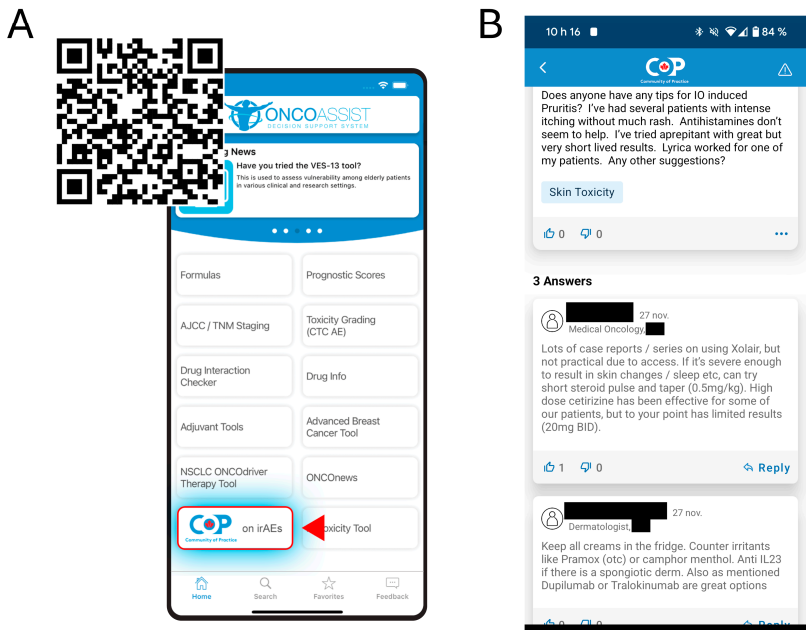 A
ONCOASSIST
DECISION SUPPORT SYSTEM
News
Have you tried the VES-13 tool?
This is used to assess vulnerability among elderly patients
in various clinical and research settings.
Formulas
Prognostic Scores
AJCC / TNM Staging
Toxicity Grading
(CTC AE)
Drug Interaction
Checker
Drug Info
Adjuvant Tools
Advanced Breast
Cancer Tool
NSCLC ONCOdriver
Therapy Tool
ONCOnews
COP
Community of Practice
on irAEs
oxicity Tool
Home
Search
Favorites
Feedback
B
10 h 16
84 %
COP
Community of Practice
Does anyone have any tips for IO induced
Pruritis? I've had several patients with intense
itching without much rash. Antihistamines don't
seem to help. I've tried aprepitant with great but
very short lived results. Lyrica worked for one of
my patients. Any other suggestions?
Skin Toxicity
0 0
3 Answers
27 nov.
Medical Oncology,
Lots of case reports / series on using Xolair, but
not practical due to access. If it's severe enough
to result in skin changes / sleep etc, can try
short steroid pulse and taper (0.5mg/kg). High
dose cetirizine has been effective for some of
our patients, but to your point has limited results
(20mg BID).
1 0 Reply
27 nov.
Dermatologist,
Keep all creams in the fridge. Counter irritants
like Pramox (otc) or camphor menthol. Anti IL23
if there is a spongiotic derm. Also as mentioned
Dupilumab or Tralokinumab are great options
0 0 Reply